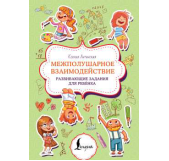 МЕЖПОЛУШАРНОЕ
ВЗАИМОДЕЙСТВИЕ
РАЗВИВАЮЩИЕ ЗАДАНИЯ
ДЛЯ РЕБЕНКА